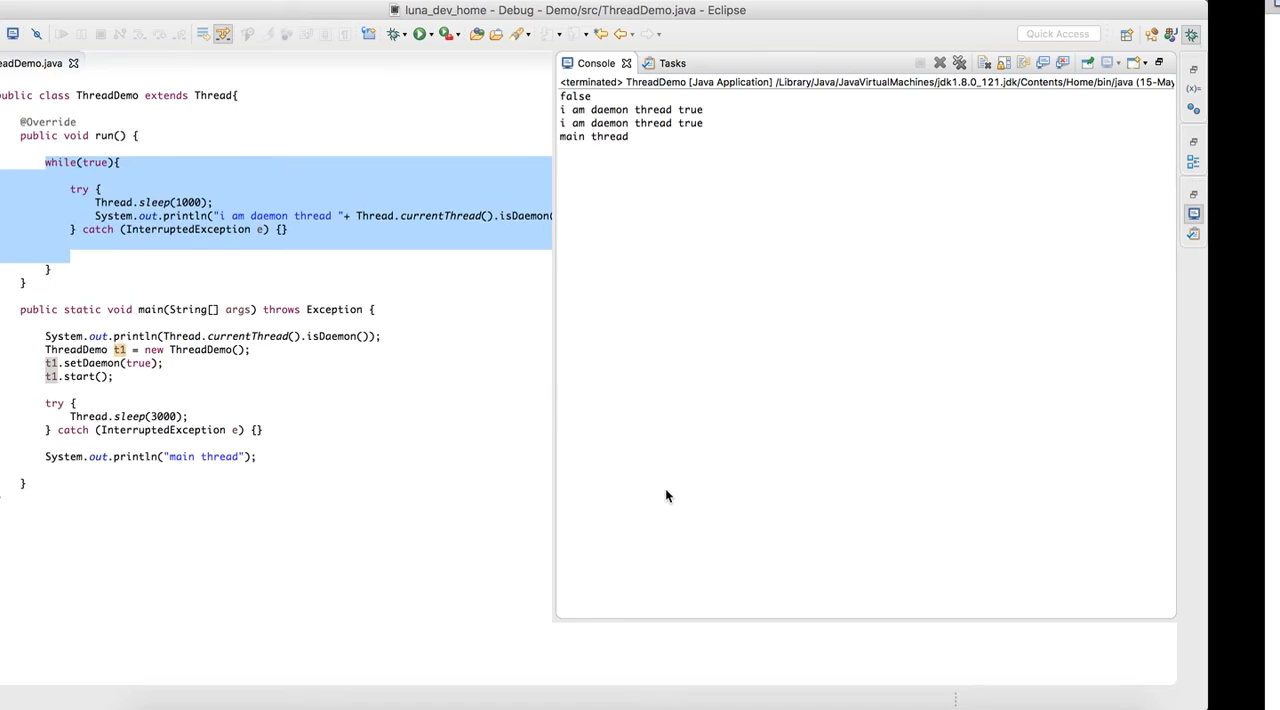 luna_dev_home - Debug - Demo/src/ThreadDemo.java - Eclipse
Quick Access
eadDemo.java
Console
Tasks
public class ThreadDemo extends Thread{
@Override
public void run() {
while(true){
try {
Thread.sleep(1000);
System.out.println("i am daemon thread "+ Thread.currentThread().isDaemon(
} catch (InterruptedException e) {}
}
}
public static void main(String[] args) throws Exception {
System.out.println(Thread.currentThread().isDaemon());
ThreadDemo t1 = new ThreadDemo();
t1.setDaemon(true);
t1.start();
try {
Thread.sleep(3000);
} catch (InterruptedException e) {}
System.out.println("main thread");
}
<terminated> ThreadDemo [Java Application] /Library/Java/JavaVirtualMachines/jdk1.8.0_121.jdk/Contents/Home/bin/java (15-May
false
i am daemon thread true
i am daemon thread true
main thread
(x)=